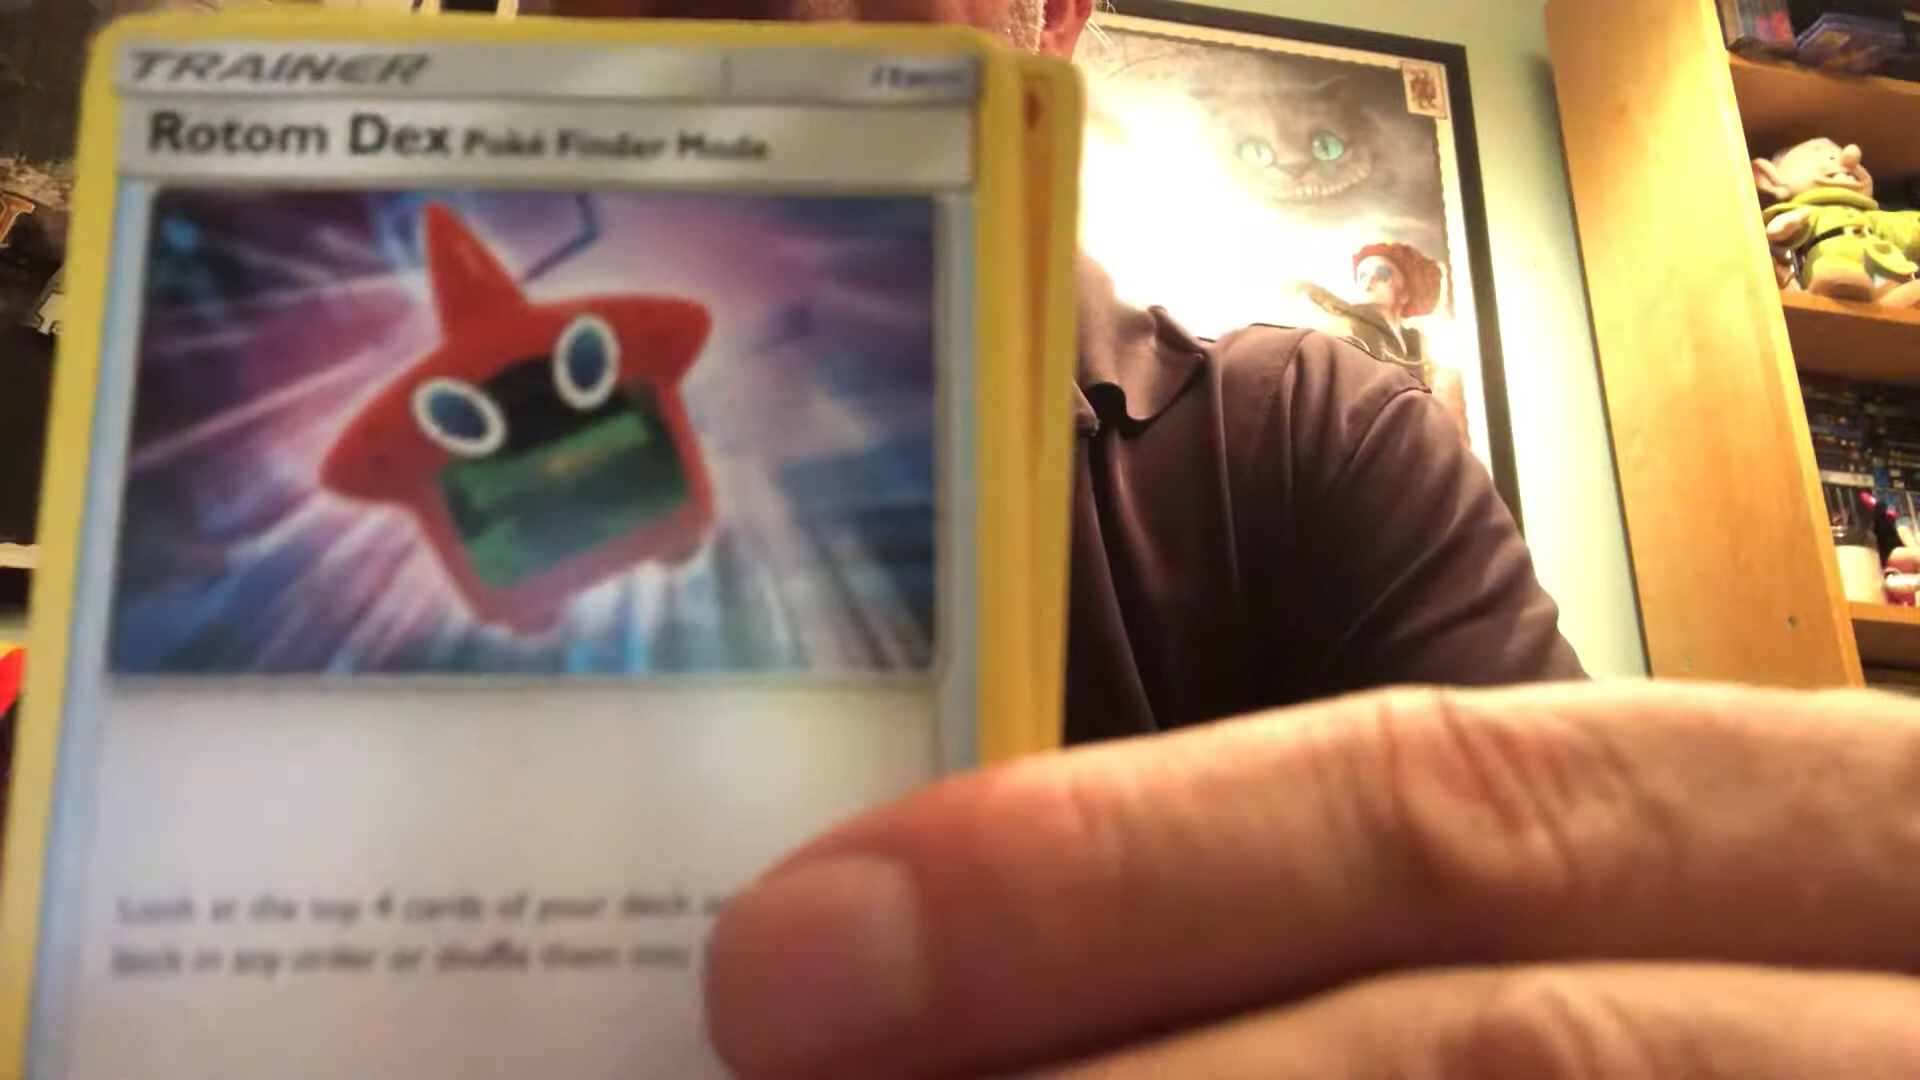 TRAINER
Item
Rotom Dex Poké Finder Mode
Look at the top 4 cards of your deck
back in any order or shuffle them into